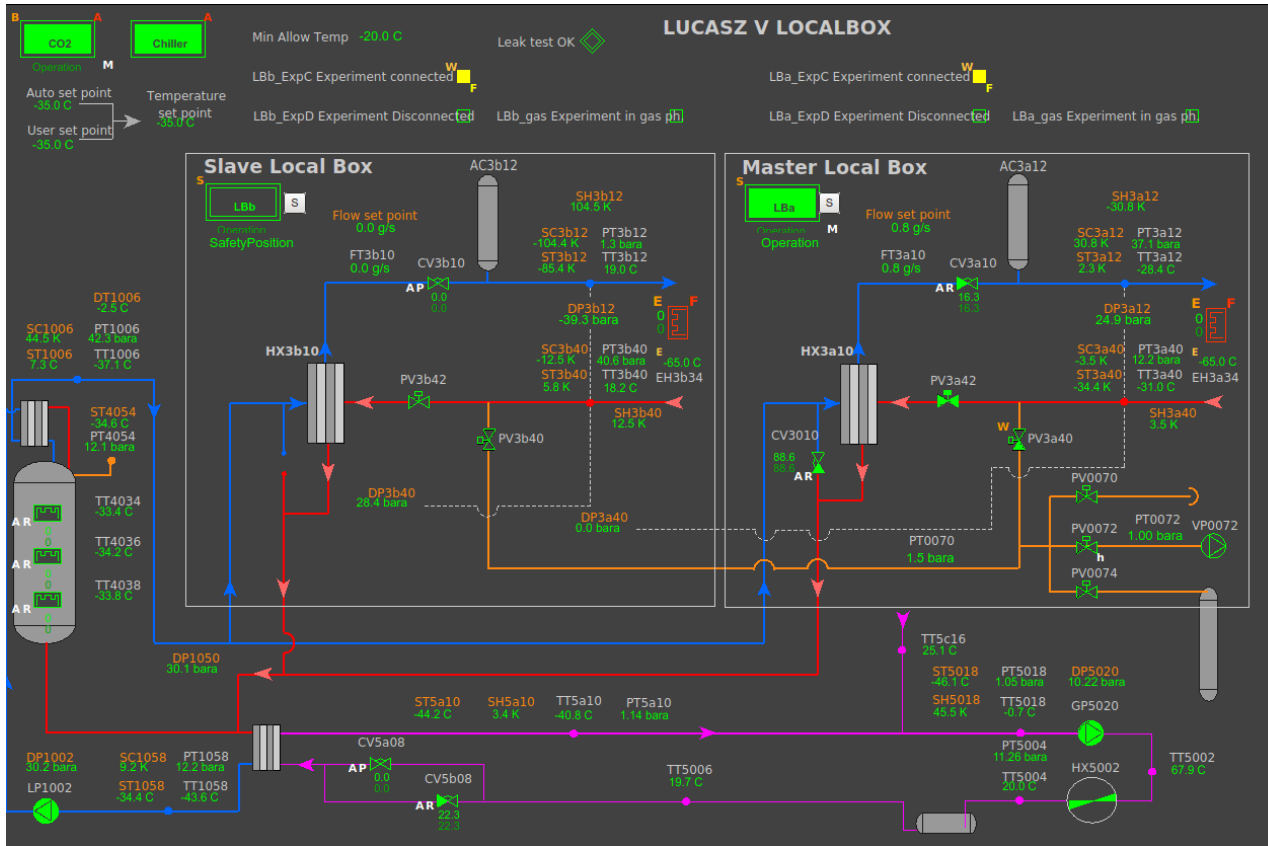 LUCASZ V LOCALBOX
B A
CO2
Operation
M
A
Chiller
Min Allow Temp -20.0 C
Leak test OK
Auto set point
-35.0 C
User set point
-35.0 C
Temperature
set point
-35.0 C
LBb_ExpC Experiment connected W F
LBb_ExpD Experiment Disconnected
LBb_gas Experiment in gas ph
LBa_ExpC Experiment connected W F
LBa_ExpD Experiment Disconnected
LBa_gas Experiment in gas ph
Slave Local Box
S
LBb
S
Operation
SafetyPosition
AC3b12
Flow set point
0.0 g/s
FT3b10
0.0 g/s
CV3b10
AP
0.0
0.0
SH3b12
104.5 K
SC3b12 PT3b12
-104.4 K 1.3 bara
ST3b12 TT3b12
-85.4 K 19.0 C
DP3b12
-39.3 bara
E F
0
0
E
-65.0 C
EH3b34
SC3b40 PT3b40
-12.5 K 40.6 bara
ST3b40 TT3b40
5.8 K 18.2 C
SH3b40
12.5 K
HX3b10
PV3b42
PV3b40
DP3b40
28.4 bara
DP3a40
0.0 bara
Master Local Box
S
LBa
S
M
Operation
Operation
AC3a12
Flow set point
0.8 g/s
FT3a10
0.8 g/s
CV3a10
AR
16.3
16.3
SH3a12
-30.8 K
SC3a12 PT3a12
30.8 K 37.1 bara
ST3a12 TT3a12
2.3 K -28.4 C
DP3a12
24.9 bara
E F
0
0
E
-65.0 C
EH3a34
SC3a40 PT3a40
-3.5 K 12.2 bara
ST3a40 TT3a40
-34.4 K -31.0 C
SH3a40
3.5 K
HX3a10
PV3a42
W
PV3a40
CV3010
88.6
88.6
AR
PV0070
PV0072
h
PV0074
PT0070
1.5 bara
PT0072
1.00 bara
VP0072
DT1006
-2.5 C
SC1006 PT1006
44.5 K 42.3 bara
ST1006 TT1006
7.3 C -37.1 C
ST4054
-34.6 C
PT4054
12.1 bara
TT4034
-33.4 C
AR
0
0
TT4036
-34.2 C
AR
0
0
TT4038
-33.8 C
AR
0
0
DP1050
30.1 bara
ST5a10 SH5a10 TT5a10 PT5a10
-44.2 C 3.4 K -40.8 C 1.14 bara
TT5c16
25.1 C
ST5018 PT5018 DP5020
-46.1 C 1.05 bara 10.22 bara
SH5018 TT5018 GP5020
45.5 K -0.7 C
PT5004
11.26 bara
TT5004
20.0 C
HX5002
TT5002
67.9 C
DP1002 SC1058 PT1058
30.2 bara 9.2 K 12.2 bara
LP1002 ST1058 TT1058
-34.4 C -43.6 C
CV5a08
AP
0.0
0.0
CV5b08
AR
22.3
22.3
TT5006
19.7 C